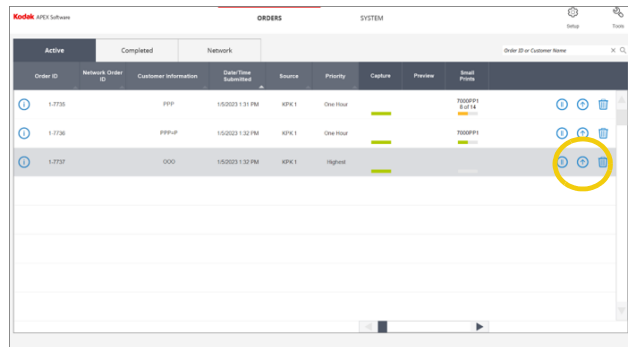 Kodak APEX Software
ORDERS
SYSTEM
Setup
Tools
Active
Completed
Network
Order ID or Customer Name
Order ID
Network Order ID
Customer Information
Date/Time Submitted
Source
Priority
Capture
Preview
Small Prints
1-7735
PPP
1/5/2023 1:31 PM
KPK 1
One Hour
7000PP1
8 of 14
1-7736
PPP+P
1/5/2023 1:32 PM
KPK 1
One Hour
7000PP1
1-7737
OOO
1/5/2023 1:32 PM
KPK 1
Highest